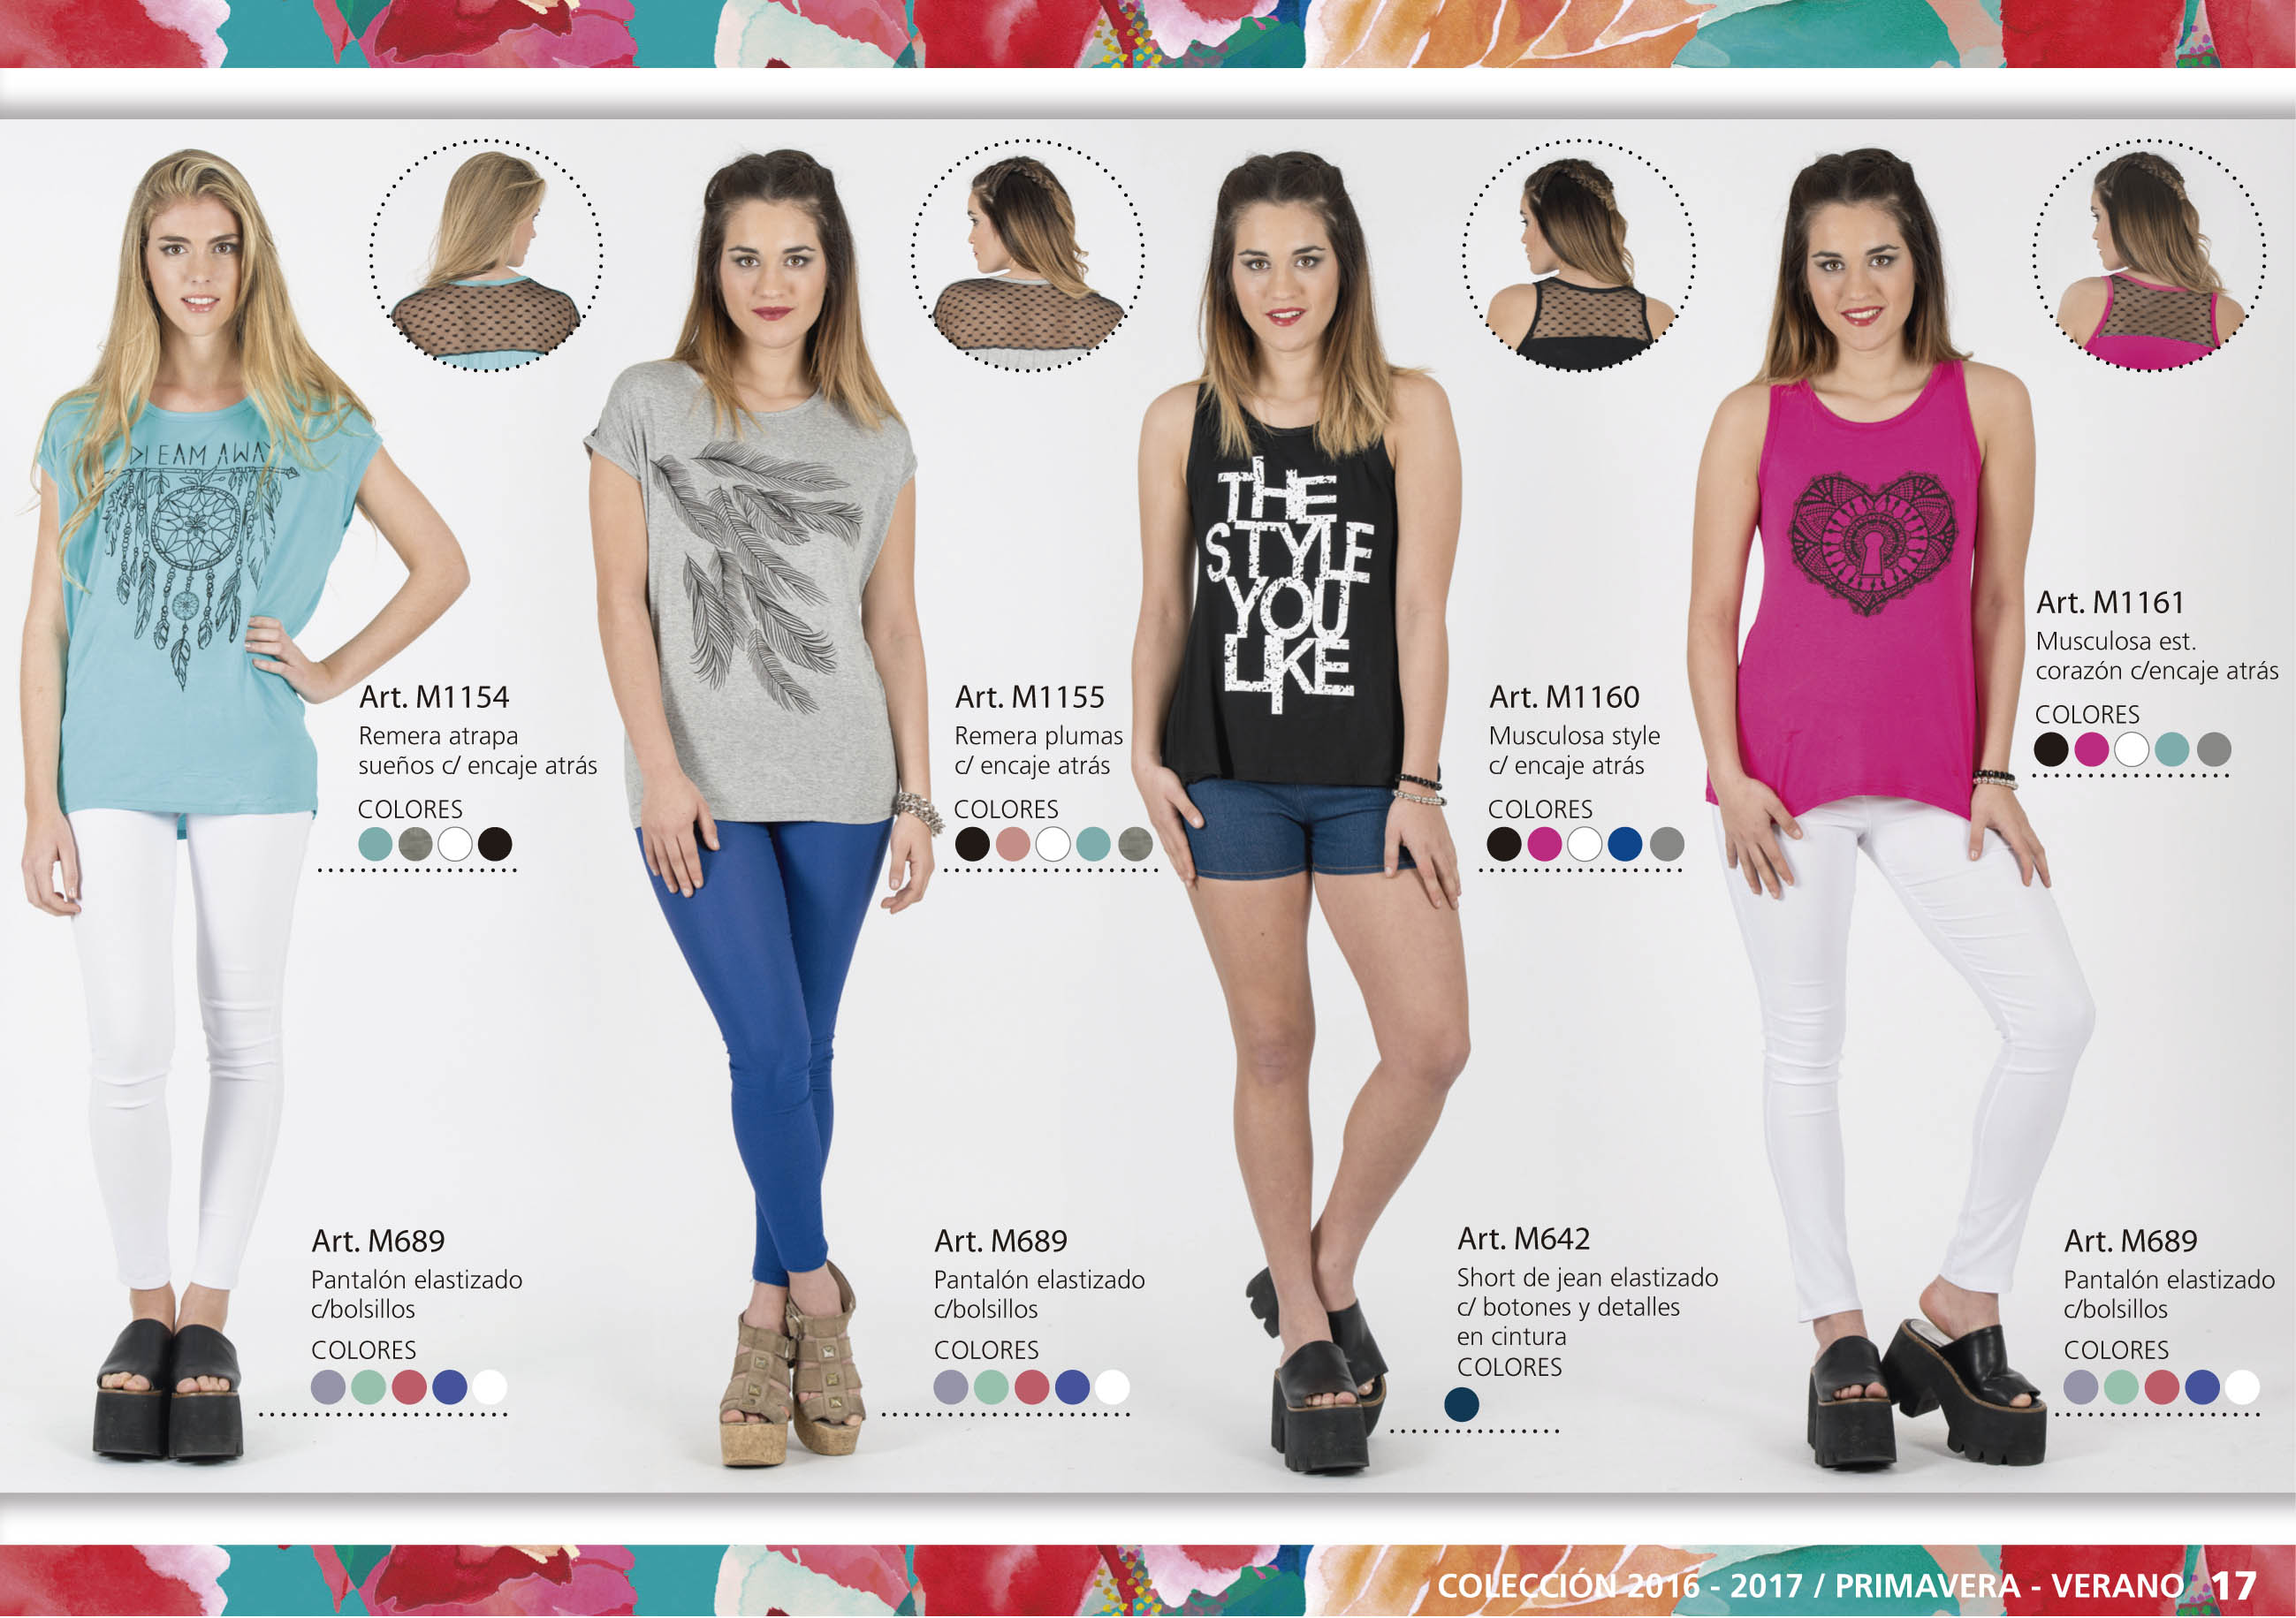 DREAM AWAY
Art. M1154
Remera atrapa
sueños c/ encaje atrás
COLORES
Art. M689
Pantalón elastizado
c/bolsillos
COLORES
Art. M1155
Remera plumas
c/ encaje atrás
COLORES
Art. M689
Pantalón elastizado
c/bolsillos
COLORES
THE
STYLE
YOU
LIKE
Art. M1160
Musculosa style
c/ encaje atrás
COLORES
Art. M642
Short de jean elastizado
c/ botones y detalles
en cintura
COLORES
Art. M1161
Musculosa est.
corazón c/encaje atrás
COLORES
Art. M689
Pantalón elastizado
c/bolsillos
COLORES
COLECCIÓN 2016 - 2017 / PRIMAVERA - VERANO 17